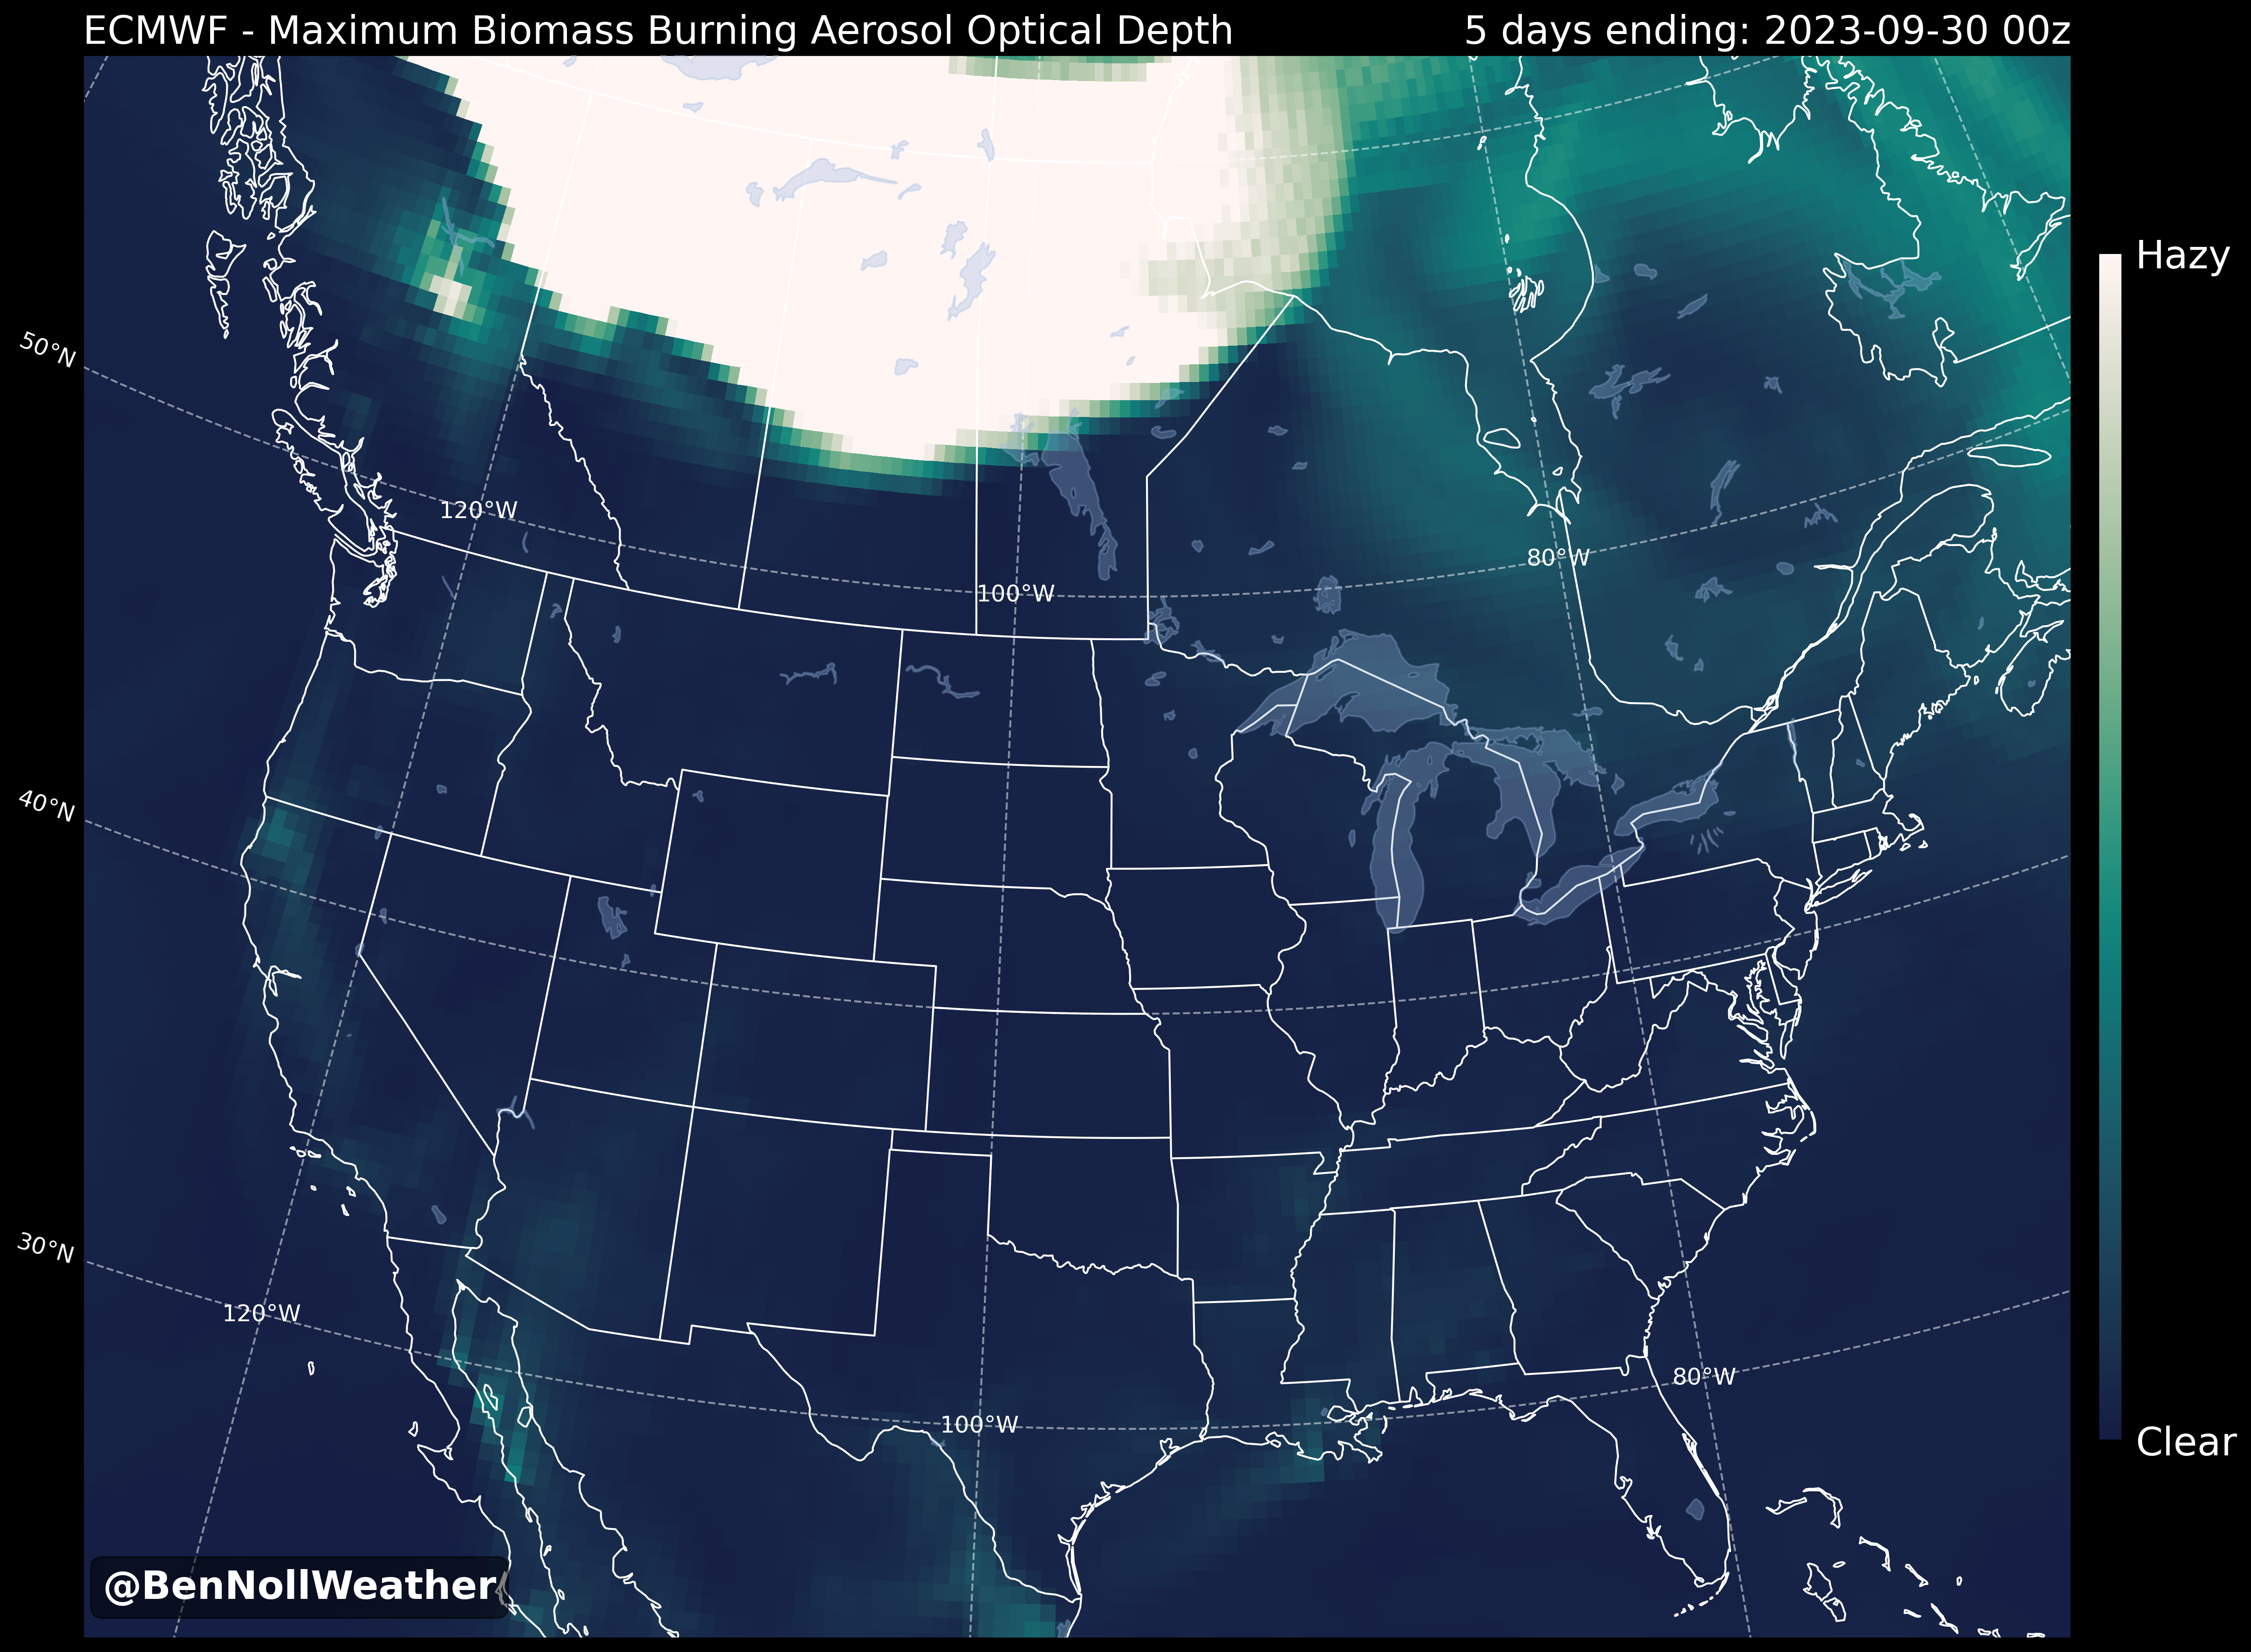 ECMWF - Maximum Biomass Burning Aerosol Optical Depth
5 days ending: 2023-09-30 00z
Hazy
50°N
120°W
80°W
100°W
40°N
30°N
120°W
80°W
100°W
Clear
@BenNollWeather